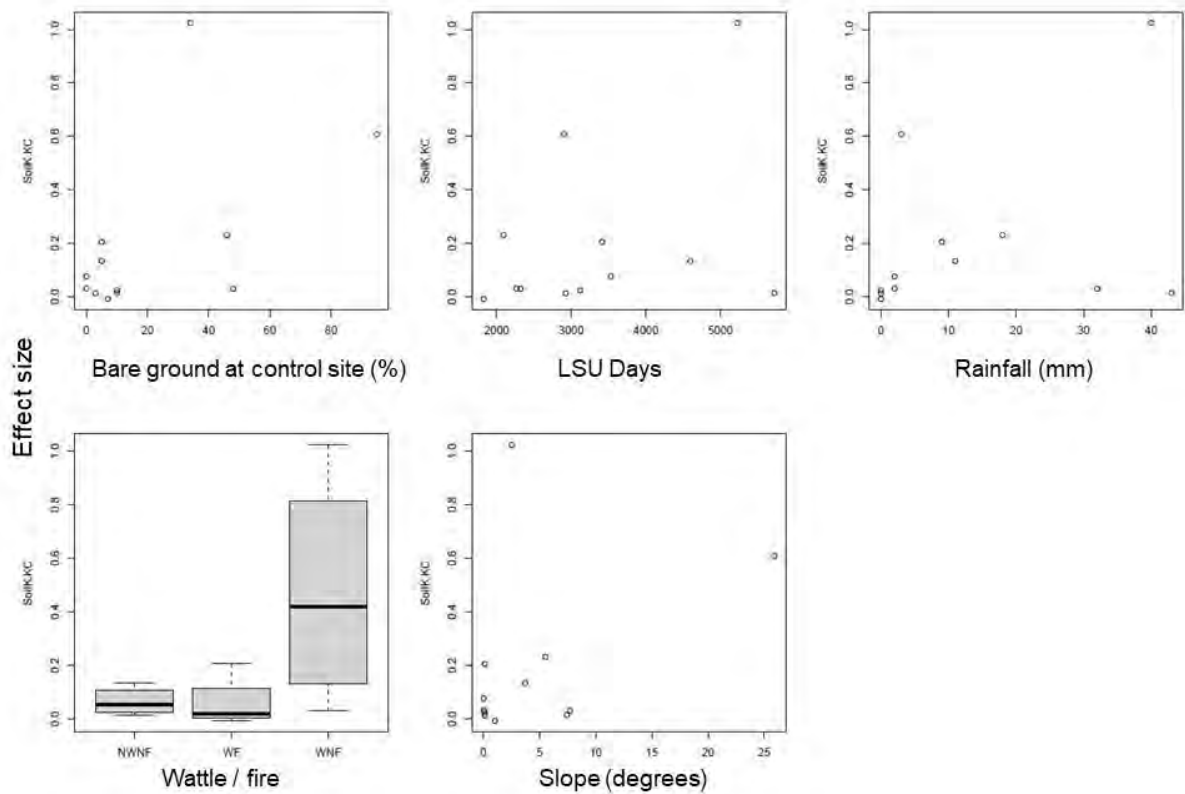 SoilK.KC
0.0 0.2 0.4 0.6 0.8 1.0
0 20 40 60 80
Bare ground at control site (%)
SoilK.KC
0.0 0.2 0.4 0.6 0.8 1.0
2000 3000 4000 5000
LSU Days
SoilK.KC
0.0 0.2 0.4 0.6 0.8 1.0
0 10 20 30 40
Rainfall (mm)
Effect size
SoilK.KC
0.0 0.2 0.4 0.6 0.8 1.0
NWNF WF WNF
Wattle / fire
SoilK.KC
0.0 0.2 0.4 0.6 0.8 1.0
0 5 10 15 20 25
Slope (degrees)